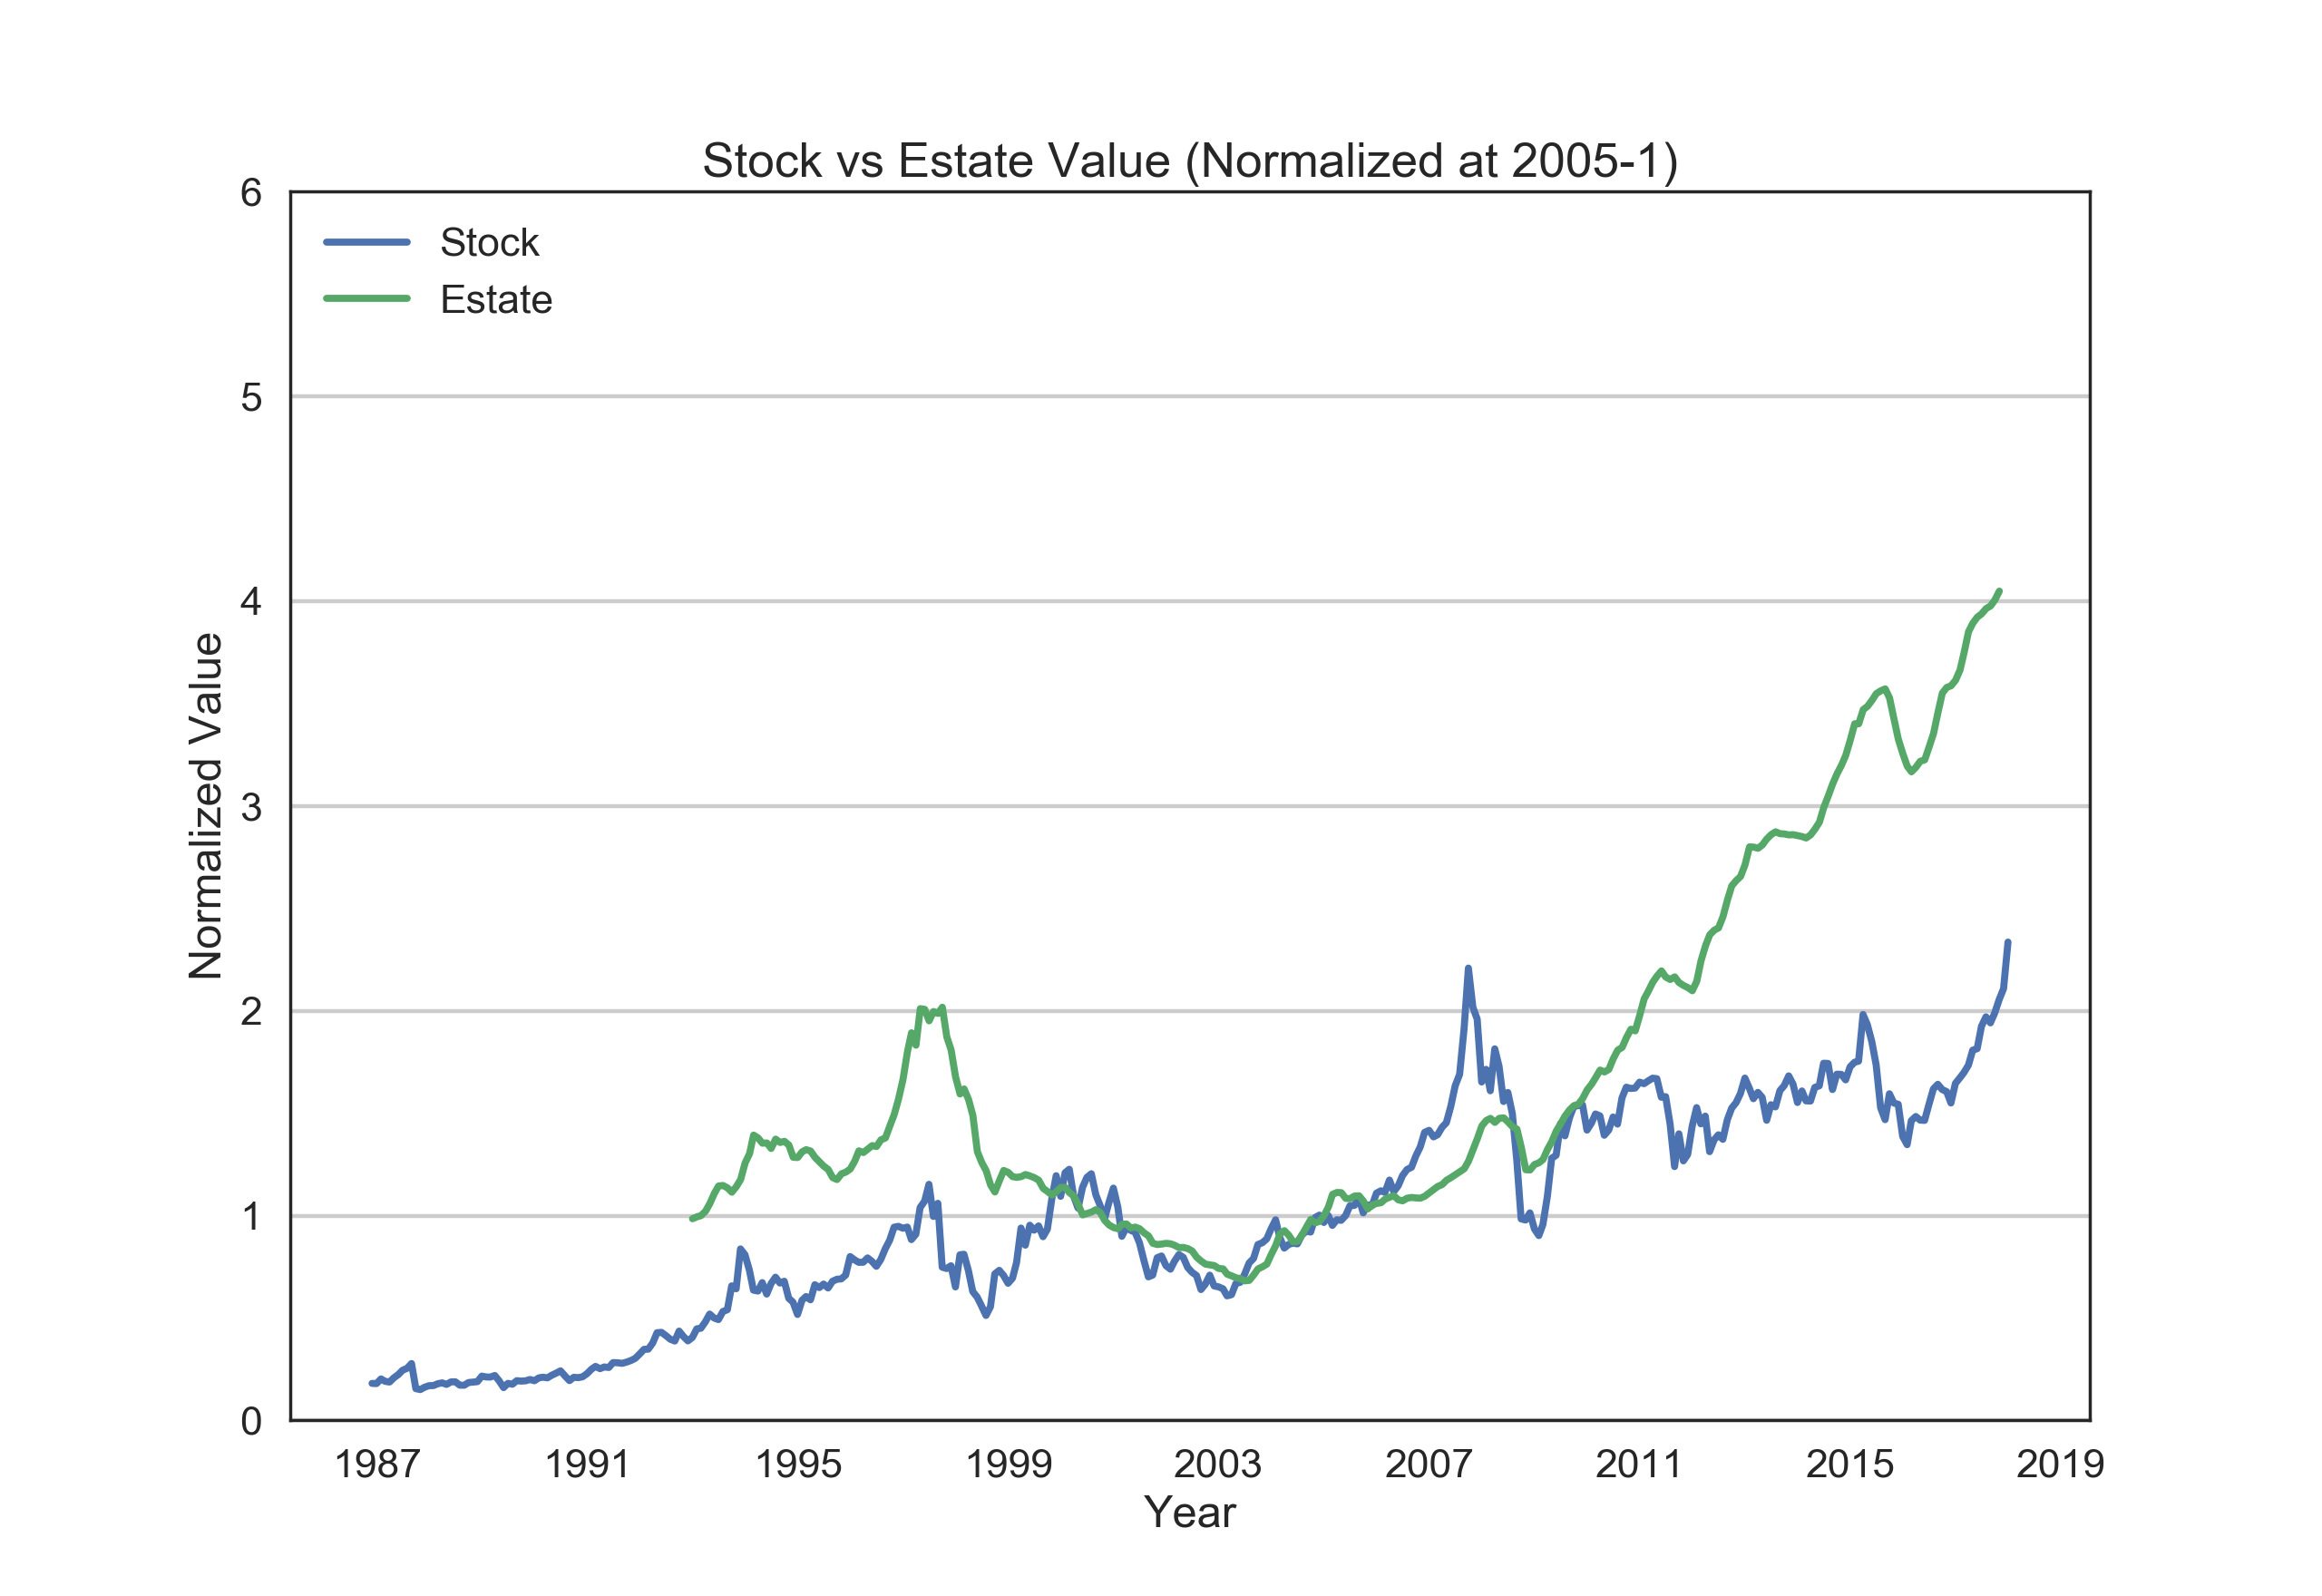 Stock vs Estate Value (Normalized at 2005-1)
6
Stock
Estate
5
4
3
2
1
0
Normalized Value
1987 1991 1995 1999 2003 2007 2011 2015 2019
Year